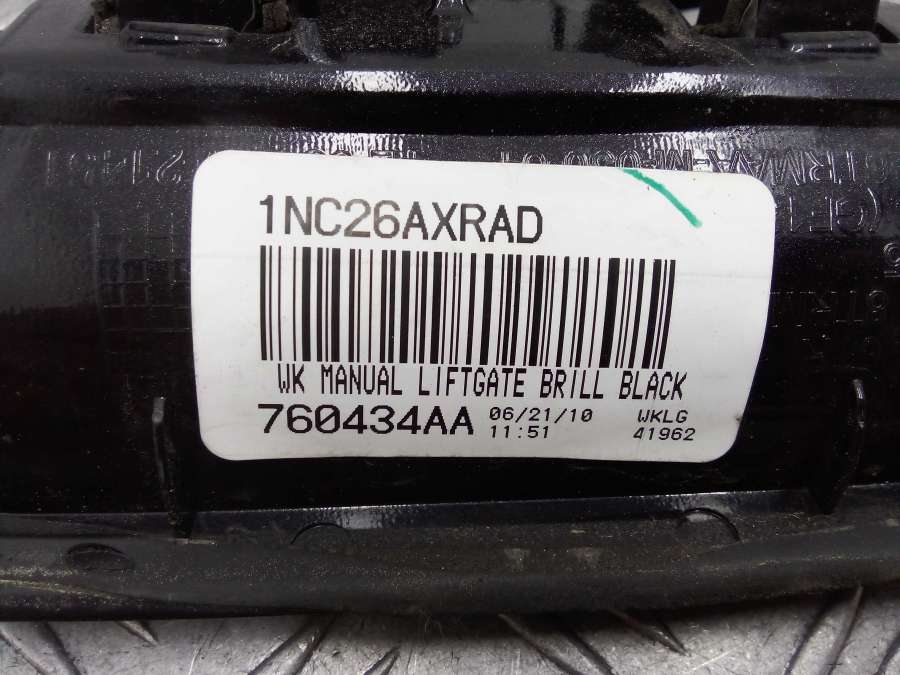 1NC26AXRAD
WK MANUAL LIFTGATE BRILL BLACK
760434AA 06/21/10 WKLG
11:51 41962